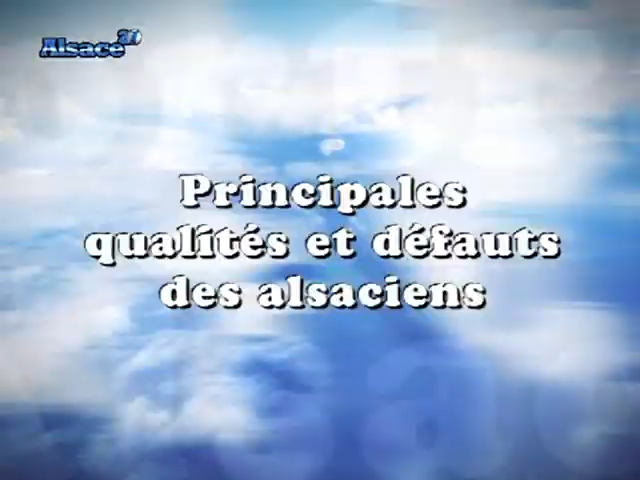 Alsace
Principales
qualités et défauts
des alsaciens